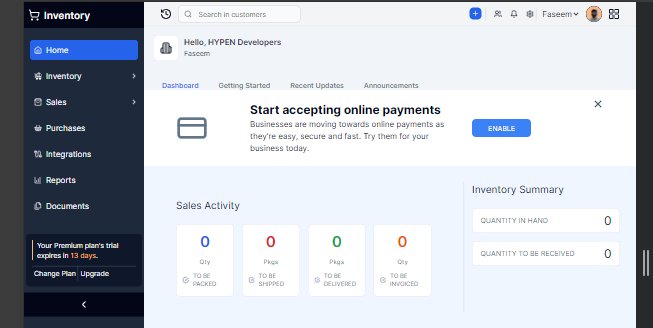 Inventory
Search in customers
Faseem
Hello, HYPEN Developers
Faseem
Home
Inventory
Sales
Purchases
Integrations
Reports
Documents
Your Premium plan's trial
expires in 13 days.
Change Plan
Upgrade
Dashboard
Getting Started
Recent Updates
Announcements
Start accepting online payments
Businesses are moving towards online payments as
they're easy, secure and fast. Try them for your
business today.
ENABLE
Sales Activity
0
Qty
TO BE
PACKED
0
Pkgs
TO BE
SHIPPED
0
Pkgs
TO BE
DELIVERED
0
Qty
TO BE
INVOICED
Inventory Summary
QUANTITY IN HAND
0
QUANTITY TO BE RECEIVED
0